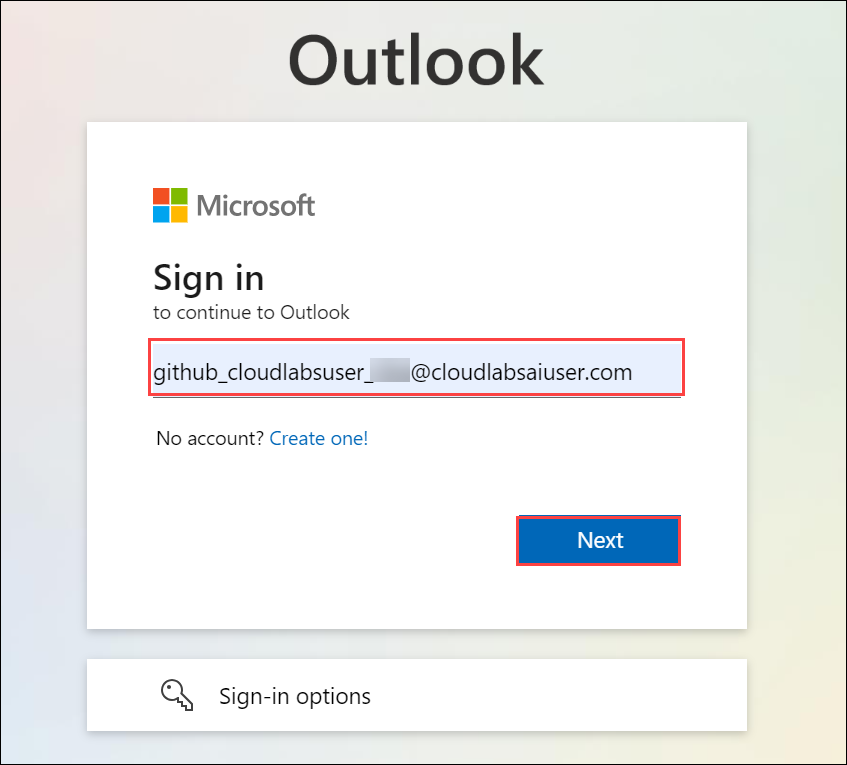 Outlook
Microsoft
Sign in
to continue to Outlook
github_cloudlabsuser_ @cloudlabsaiuser.com
No account? Create one!
Next
Sign-in options